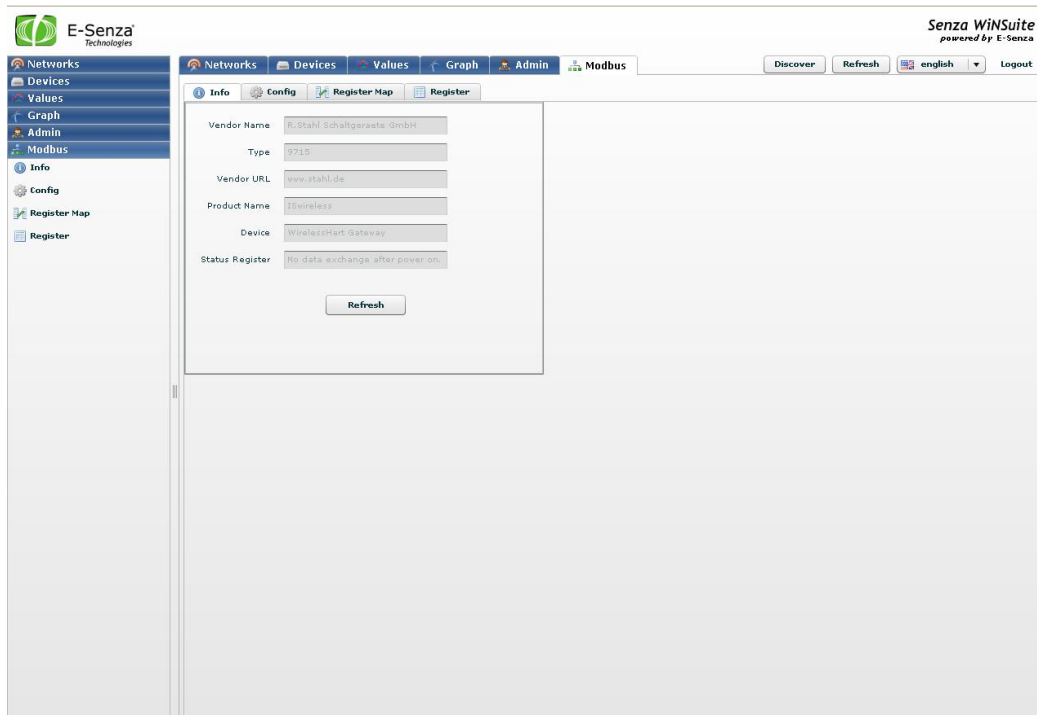 E-Senza
Technologies
Senza WiNSuite
powered by E-Senza
Networks
Devices
Values
Graph
Admin
Modbus
Info
Config
Register Map
Register
Networks Devices Values Graph Admin Modbus
Discover Refresh english Logout
Info Config Register Map Register
Vendor Name R.Stahl Schaltgeraete GmbH
Type 9715
Vendor URL www.stahl.de
Product Name ISwireless
Device WirelessHart Gateway
Status Register No data exchange after power on.
Refresh